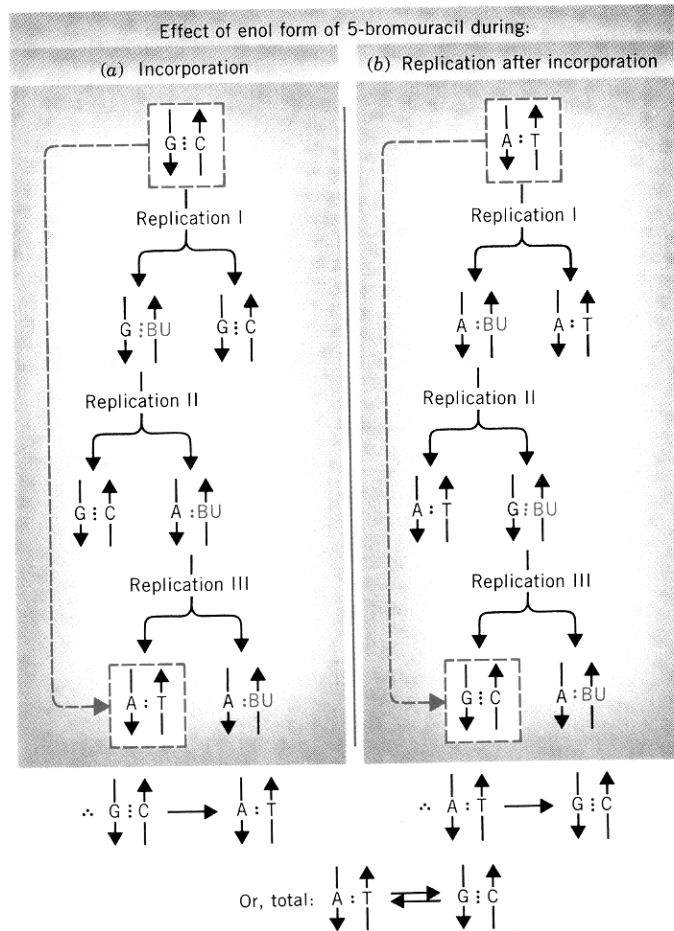 Effect of enol form of 5-bromouracil during:
(a) Incorporation
(b) Replication after incorporation
G ⫶ C
Replication I
G ⫶ BU G ⫶ C
Replication II
G ⫶ C A : BU
Replication III
A : T A : BU
A : T
Replication I
A : BU A : T
Replication II
A : T G ⫶ BU
Replication III
G ⫶ C A : BU
∴ G ⫶ C → A : T
∴ A : T → G ⫶ C
Or, total: A : T ⇌ G ⫶ C